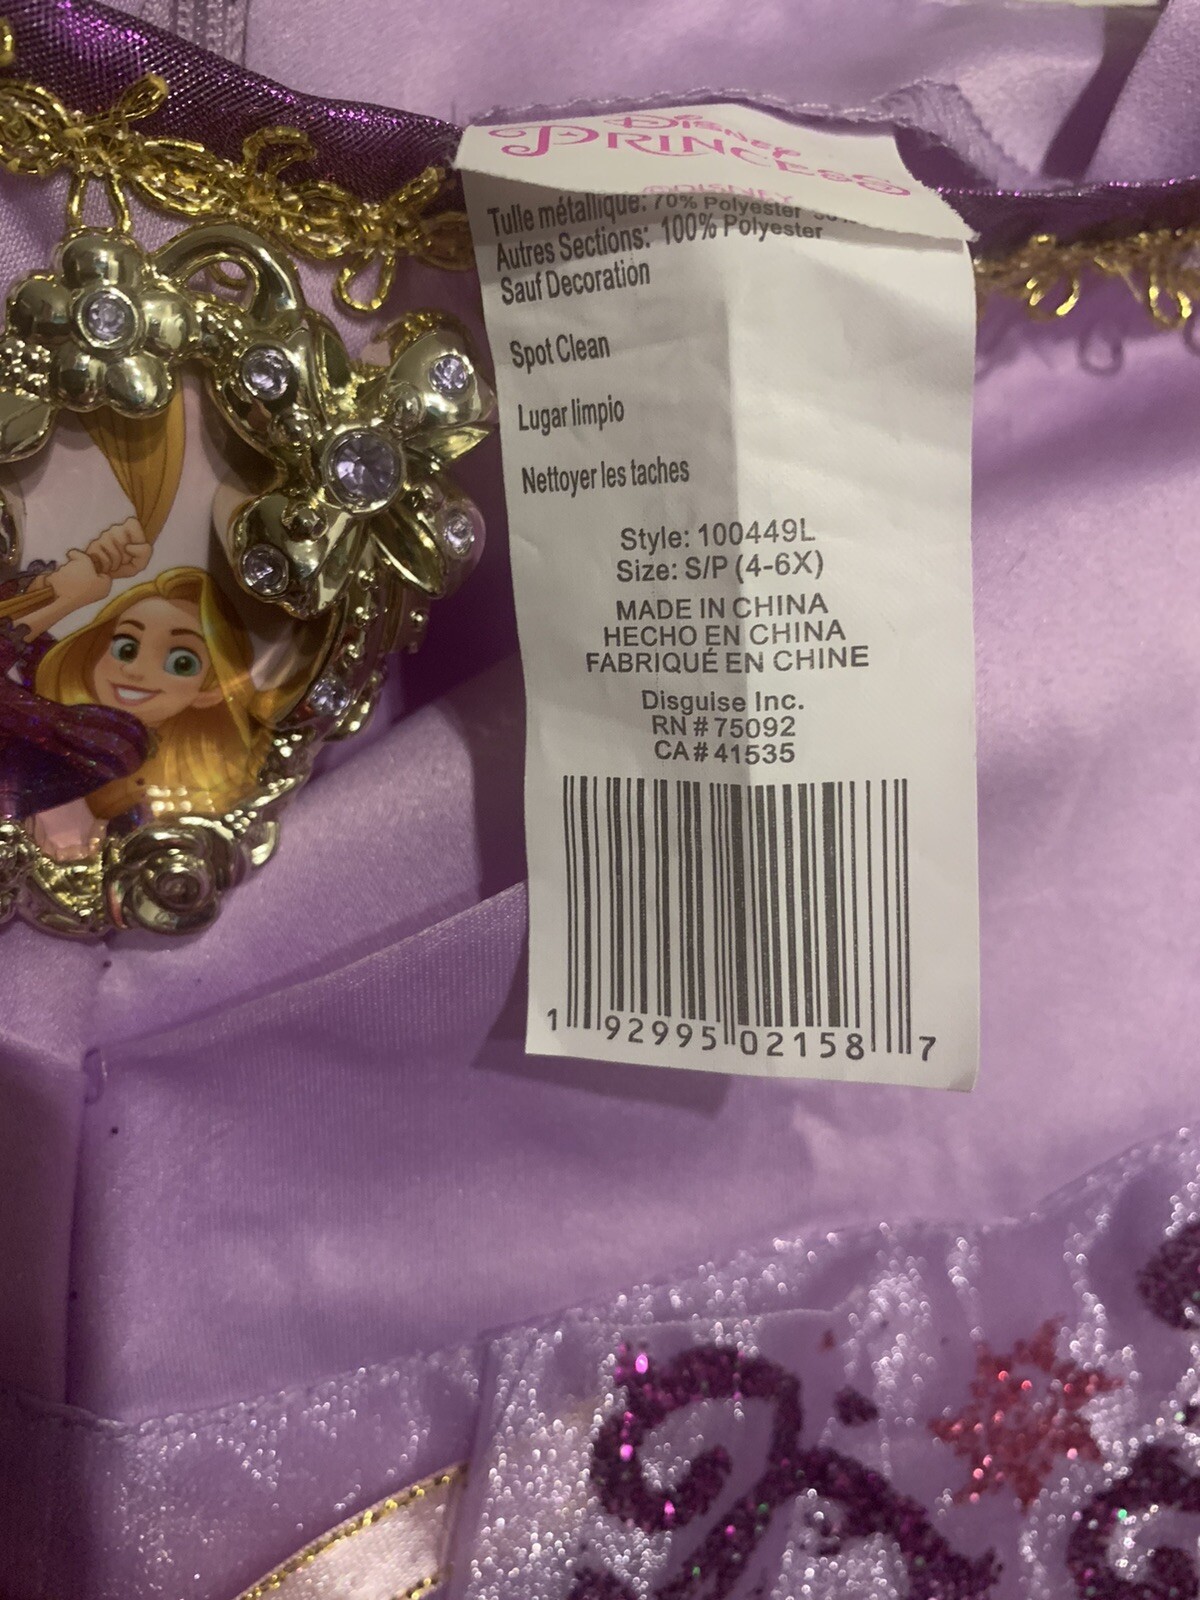 Disney
PRINCESS
©DISNEY
Tulle métallique: 70% Polyester
Autres Sections: 100% Polyester
Sauf Decoration
Spot Clean
Lugar limpio
Nettoyer les taches
Style: 100449L
Size: S/P (4-6X)
MADE IN CHINA
HECHO EN CHINA
FABRIQUÉ EN CHINE
Disguise Inc.
RN # 75092
CA # 41535
1 92995 02158 7